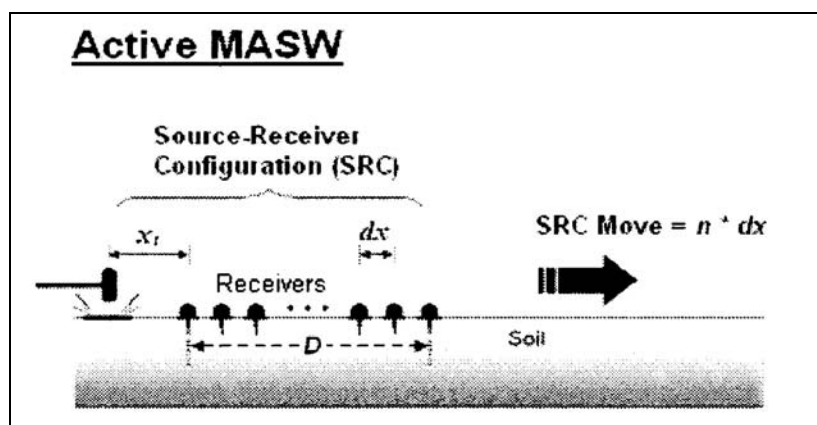 Active MASW
Source-Receiver
Configuration (SRC)
x₁
dx
SRC Move = n * dx
Receivers
D
Soil